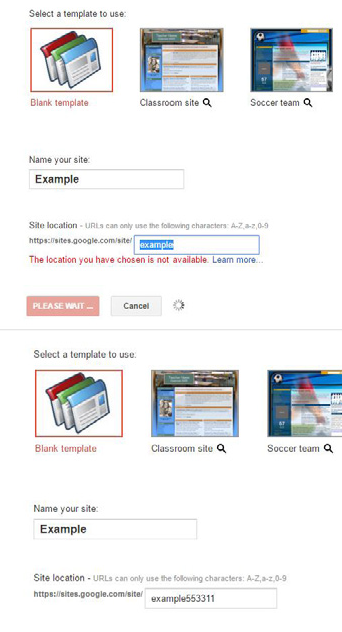 Select a template to use:
Blank template
Classroom site
Soccer team
Name your site:
Example
Site location - URLs can only use the following characters: A-Z,a-z,0-9
https://sites.google.com/site/ example
The location you have chosen is not available. Learn more...
PLEASE WAIT ... Cancel
Select a template to use:
Blank template
Classroom site
Soccer team
Name your site:
Example
Site location - URLs can only use the following characters: A-Z,a-z,0-9
https://sites.google.com/site/ example553311